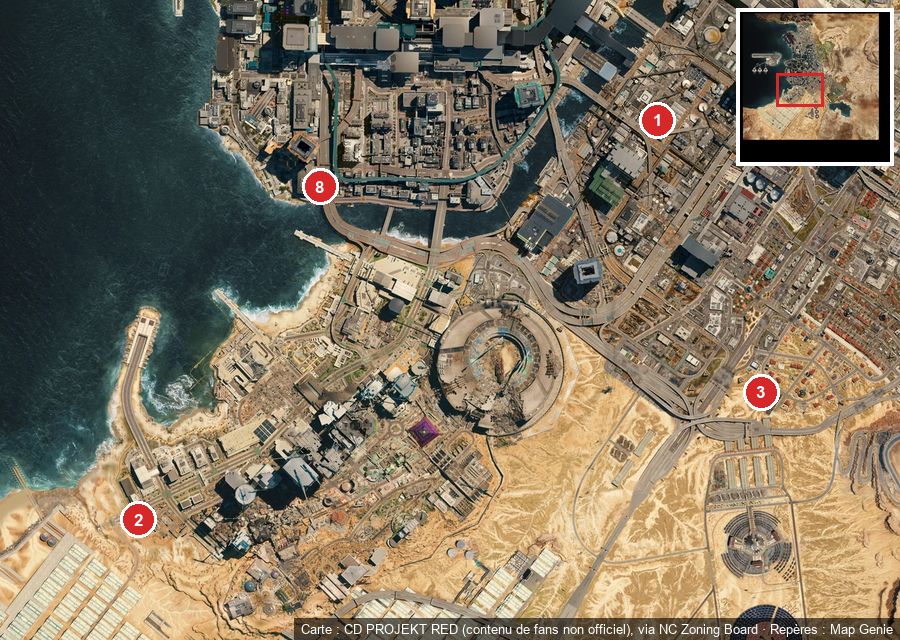 1
8
3
2
Carte : CD PROJEKT RED (contenu de fans non officiel), via NC Zoning Board · Repères : Map Genie